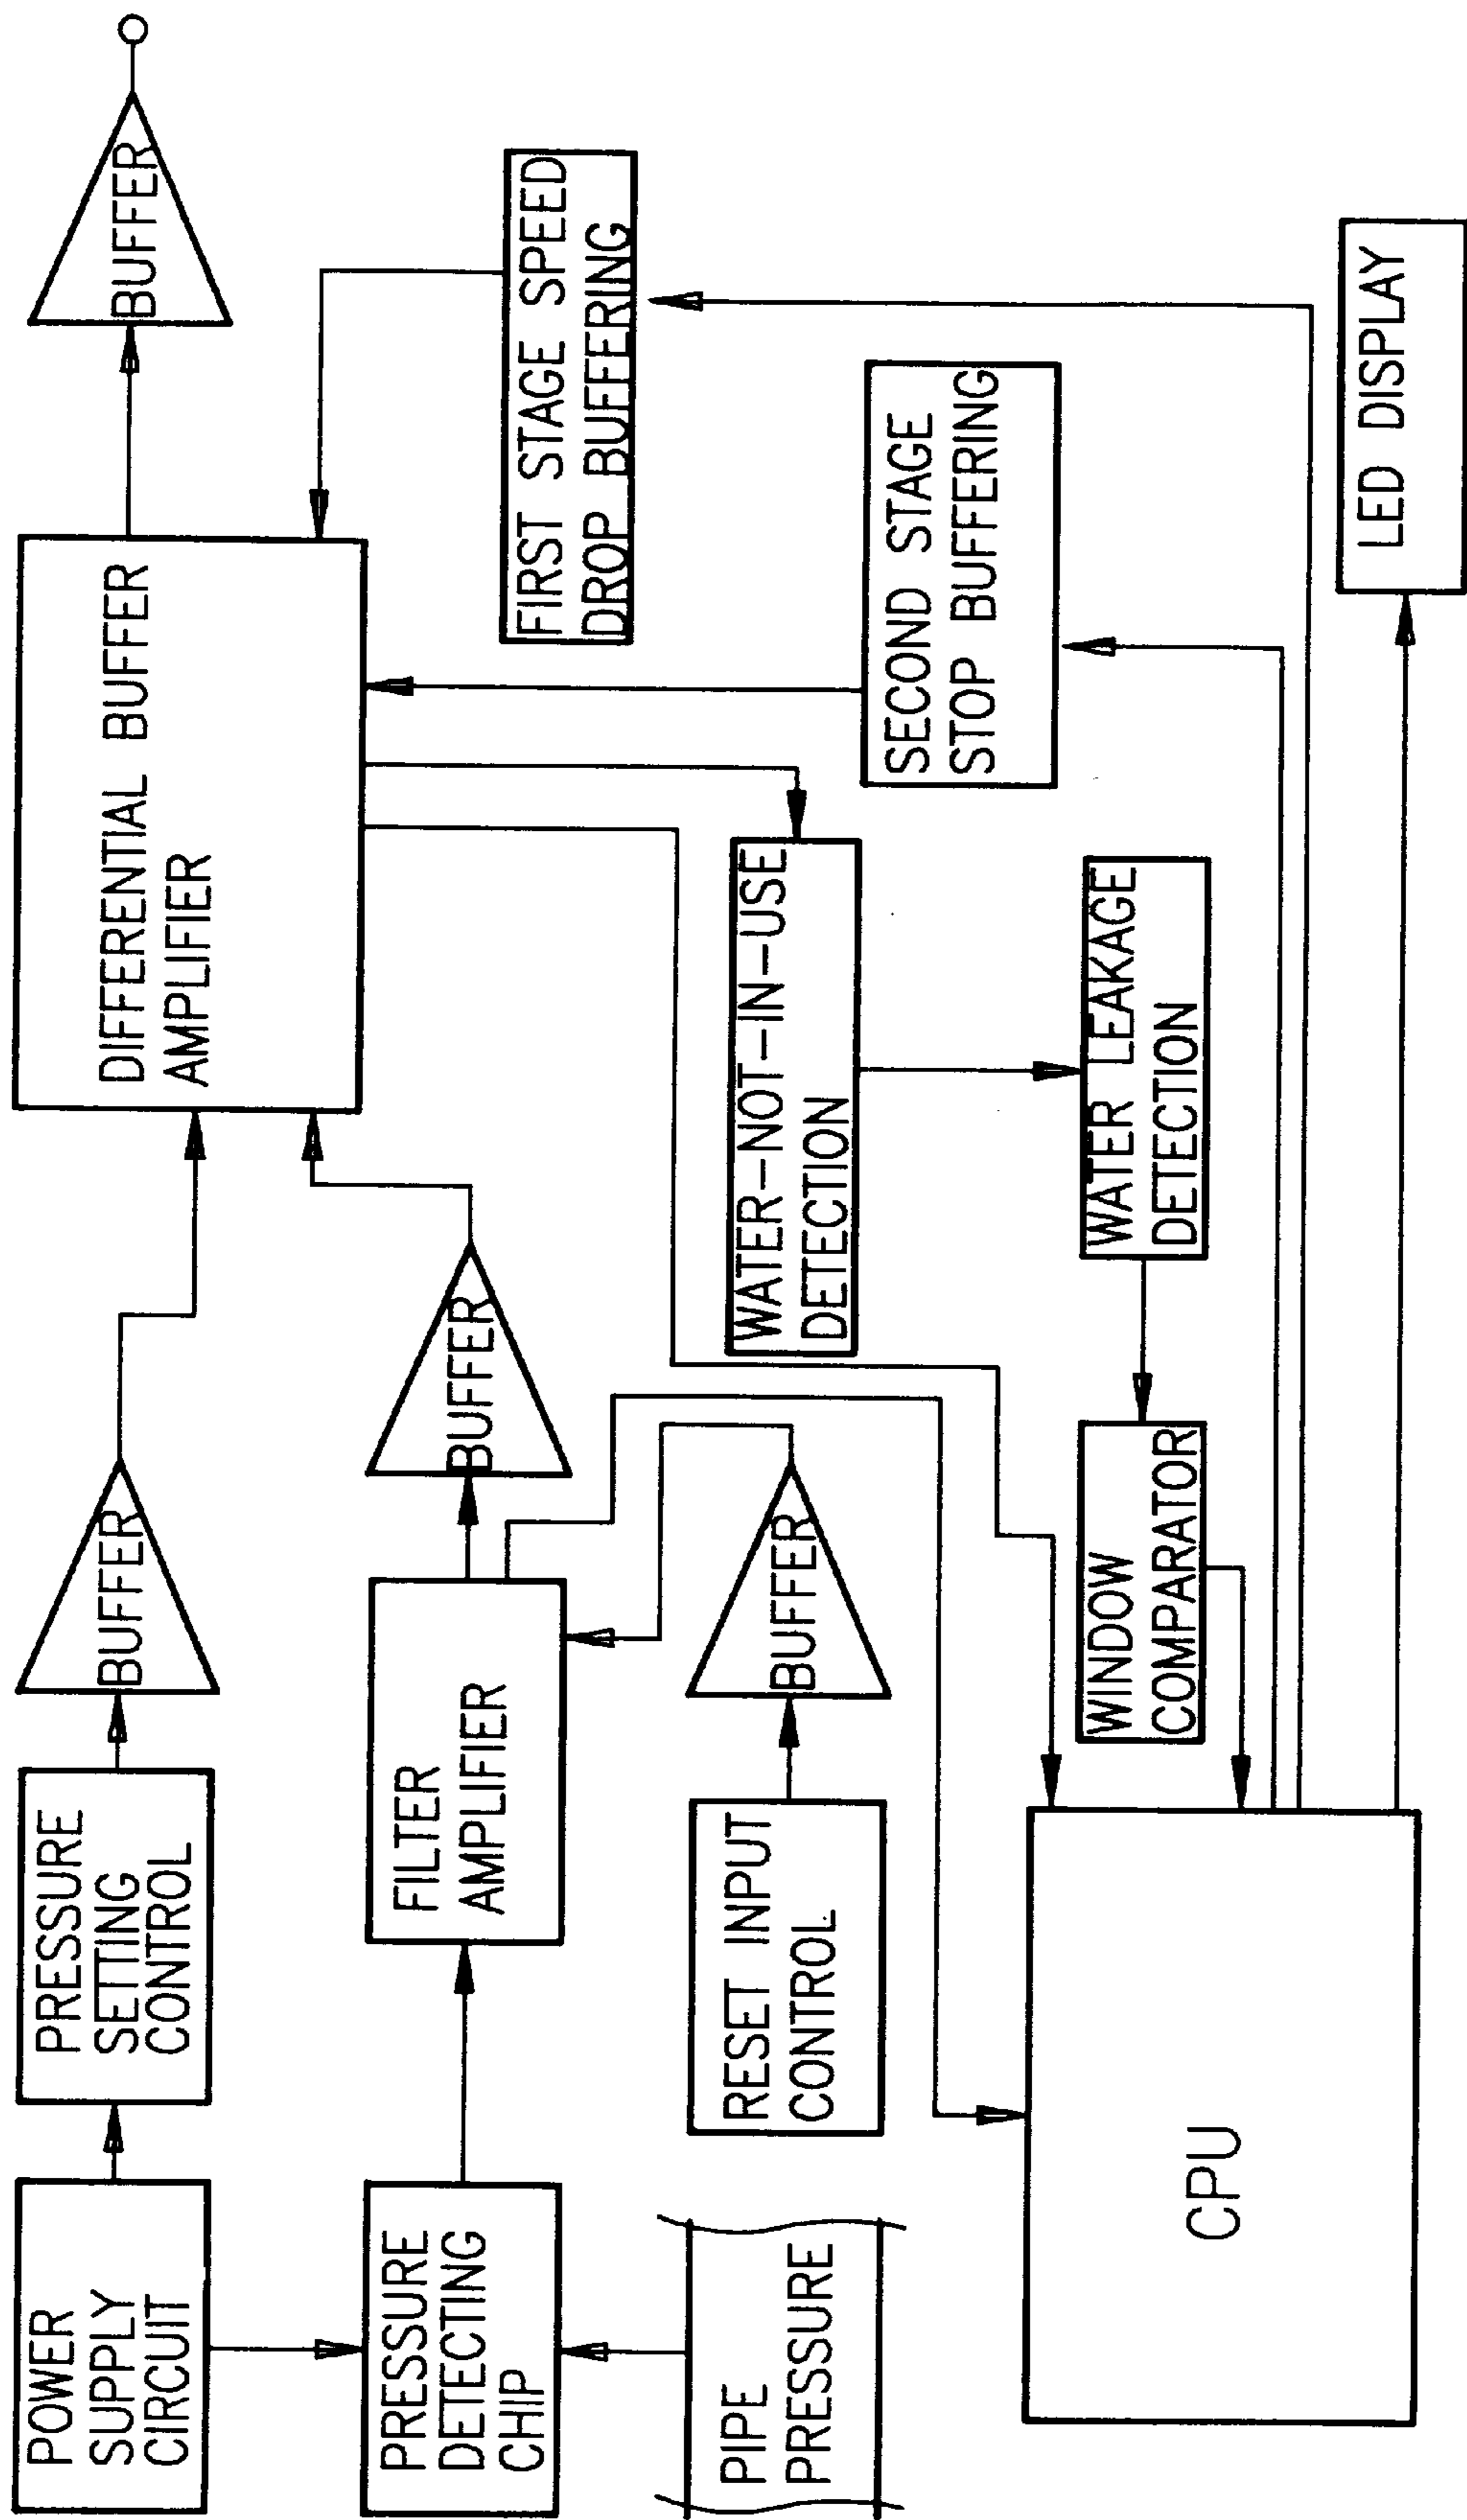 POWER
SUPPLY
CIRCUIT
PRESSURE
SETTING
CONTROL
BUFFER
DIFFERENTIAL BUFFER
AMPLIFIER
BUFFER
PRESSURE
DETECTING
CHIP
FILTER
AMPLIFIER
BUFFER
FIRST STAGE SPEED
DROP BUFFERING
PIPE
PRESSURE
RESET INPUT
CONTROL
BUFFER
WATER-NOT-IN-USE
DETECTION
SECOND STAGE
STOP BUFFERING
CPU
WINDOW
COMPARATOR
WATER LEAKAGE
DETECTION
LED DISPLAY